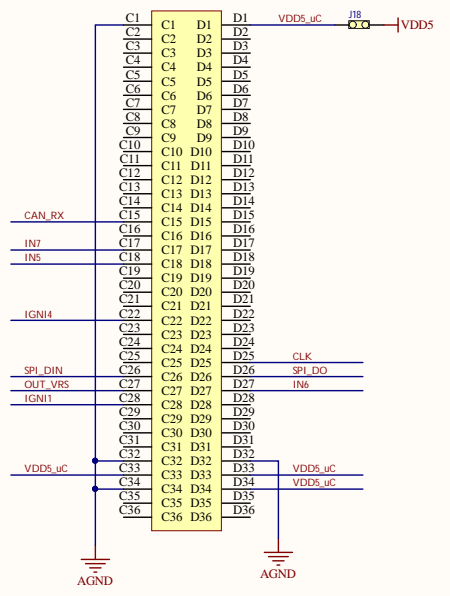 J18
C1 C1 D1 D1 VDD5_uC VDD5
C2 C2 D2 D2
C3 C3 D3 D3
C4 C4 D4 D4
C5 C5 D5 D5
C6 C6 D6 D6
C7 C7 D7 D7
C8 C8 D8 D8
C9 C9 D9 D9
C10 C10 D10 D10
C11 C11 D11 D11
C12 C12 D12 D12
C13 C13 D13 D13
C14 C14 D14 D14
CAN_RX C15 C15 D15 D15
C16 C16 D16 D16
IN7 C17 C17 D17 D17
IN5 C18 C18 D18 D18
C19 C19 D19 D19
C20 C20 D20 D20
C21 C21 D21 D21
IGNI4 C22 C22 D22 D22
C23 C23 D23 D23
C24 C24 D24 D24
C25 C25 D25 D25 CLK
SPI_DIN C26 C26 D26 D26 SPI_DO
OUT_VRS C27 C27 D27 D27 IN6
IGNI1 C28 C28 D28 D28
C29 C29 D29 D29
C30 C30 D30 D30
C31 C31 D31 D31
C32 C32 D32 D32
VDD5_uC C33 C33 D33 D33 VDD5_uC
C34 C34 D34 D34 VDD5_uC
C35 C35 D35 D35
C36 C36 D36 D36
AGND AGND